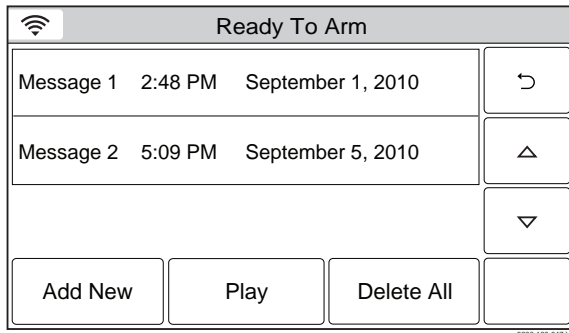 Ready To Arm
Message 1 2:48 PM September 1, 2010
Message 2 5:09 PM September 5, 2010
Add New Play Delete All